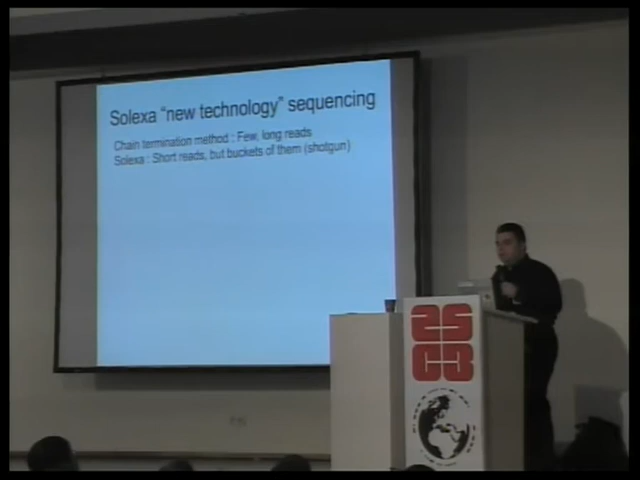 Solexa “new technology” sequencing
Chain termination method : Few, long reads
Solexa : Short reads, but buckets of them (shotgun)
25
C3